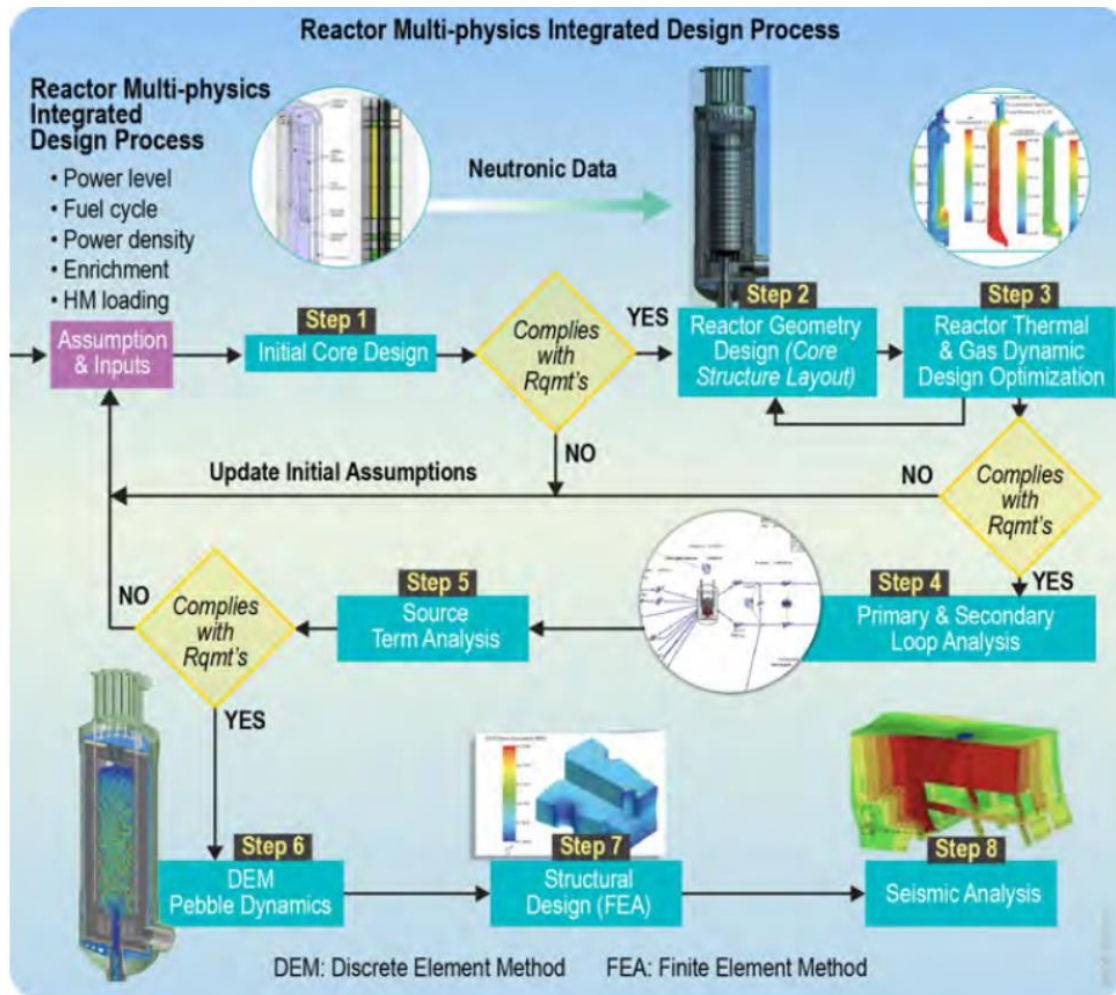 Reactor Multi-physics Integrated Design Process
Reactor Multi-physics
Integrated
Design Process
• Power level
• Fuel cycle
• Power density
• Enrichment
• HM loading
Neutronic Data
Assumption
& Inputs
Step 1
Initial Core Design
Complies
with
Rqmt's
YES
Step 2
Reactor Geometry
Design (Core
Structure Layout)
Step 3
Reactor Thermal
& Gas Dynamic
Design Optimization
NO
Update Initial Assumptions
NO
Complies
with
Rqmt's
YES
Step 4
Primary & Secondary
Loop Analysis
Step 5
Source
Term Analysis
NO
Complies
with
Rqmt's
YES
Step 6
DEM
Pebble Dynamics
Step 7
Structural
Design (FEA)
Step 8
Seismic Analysis
DEM: Discrete Element Method
FEA: Finite Element Method